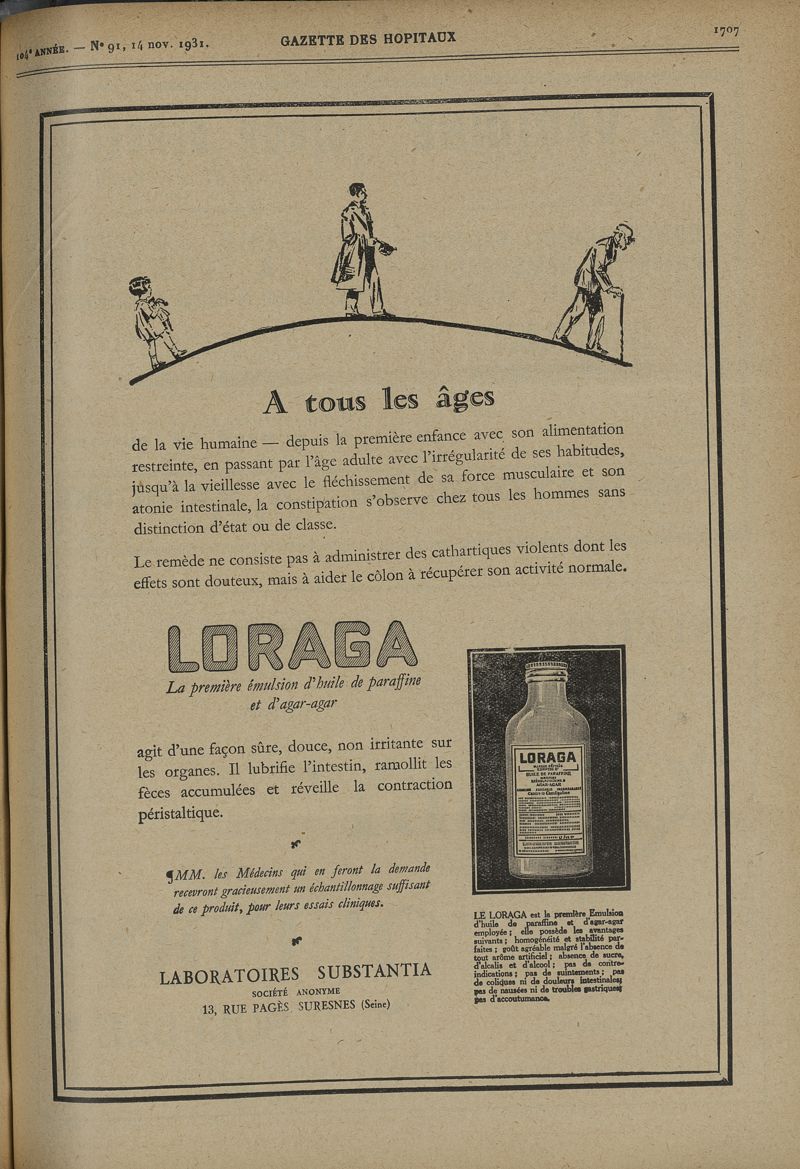 104e ANNÉE. — N° 91, 14 nov. 1931.
GAZETTE DES HOPITAUX
1707
A tous les âges
de la vie humaine — depuis la première enfance avec son alimentation
restreinte, en passant par l'âge adulte avec l'irrégularité de ses habitudes,
jusqu'à la vieillesse avec le fléchissement de sa force musculaire et son
atonie intestinale, la constipation s'observe chez tous les hommes sans
distinction d'état ou de classe.
Le remède ne consiste pas à administrer des cathartiques violents dont les
effets sont douteux, mais à aider le côlon à récupérer son activité normale.
LORAGA
La première émulsion d'huile de paraffine
et d'agar-agar
agit d'une façon sûre, douce, non irritante sur
les organes. Il lubrifie l'intestin, ramollit les
fèces accumulées et réveille la contraction
péristaltique.
¶MM. les Médecins qui en feront la demande
recevront gracieusement un échantillonnage suffisant
de ce produit, pour leurs essais cliniques.
LABORATOIRES SUBSTANTIA
SOCIÉTÉ ANONYME
13, RUE PAGÈS SURESNES (Seine)
LORAGA
HUILE DE PARAFFINE
AGAR-AGAR
LE LORAGA est la première Emulsion
d'huile de paraffine et d'agar-agar
employée ; elle possède les avantages
suivants ; homogénéité et stabilité par-
faites ; goût agréable malgré l'absence de
tout arôme artificiel ; absence de sucre,
d'alcalis et d'alcool ; pas de contre-
indications ; pas de suintements ; pas
de coliques ni de douleurs intestinales;
pas de nausées ni de troubles gastriques;
pas d'accoutumance.